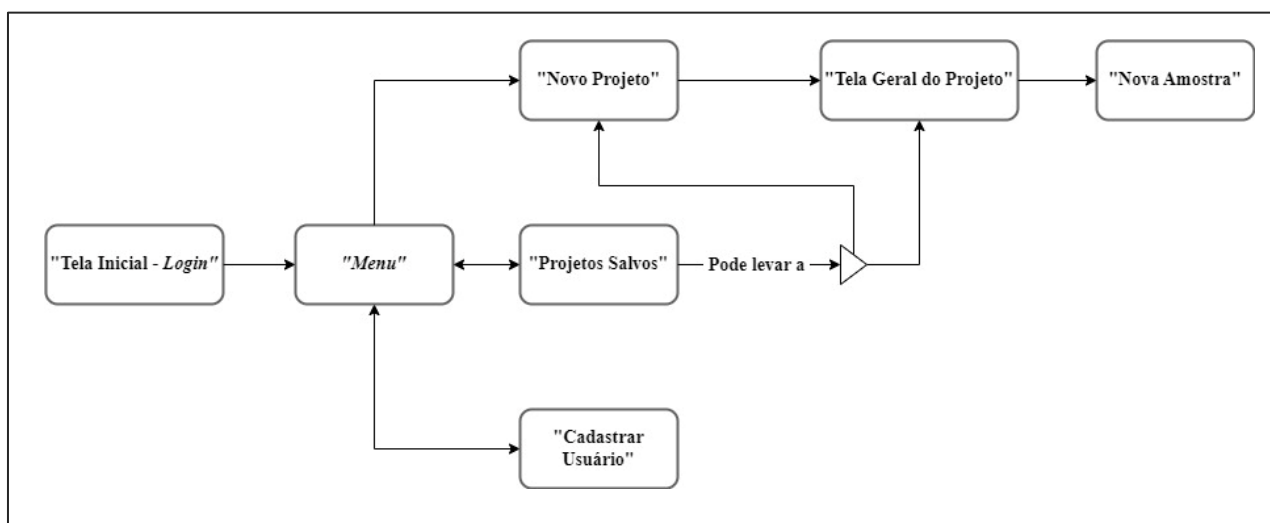 "Novo Projeto"
"Tela Geral do Projeto"
"Nova Amostra"
"Tela Inicial - Login"
"Menu"
"Projetos Salvos"
Pode levar a
"Cadastrar
Usuário"